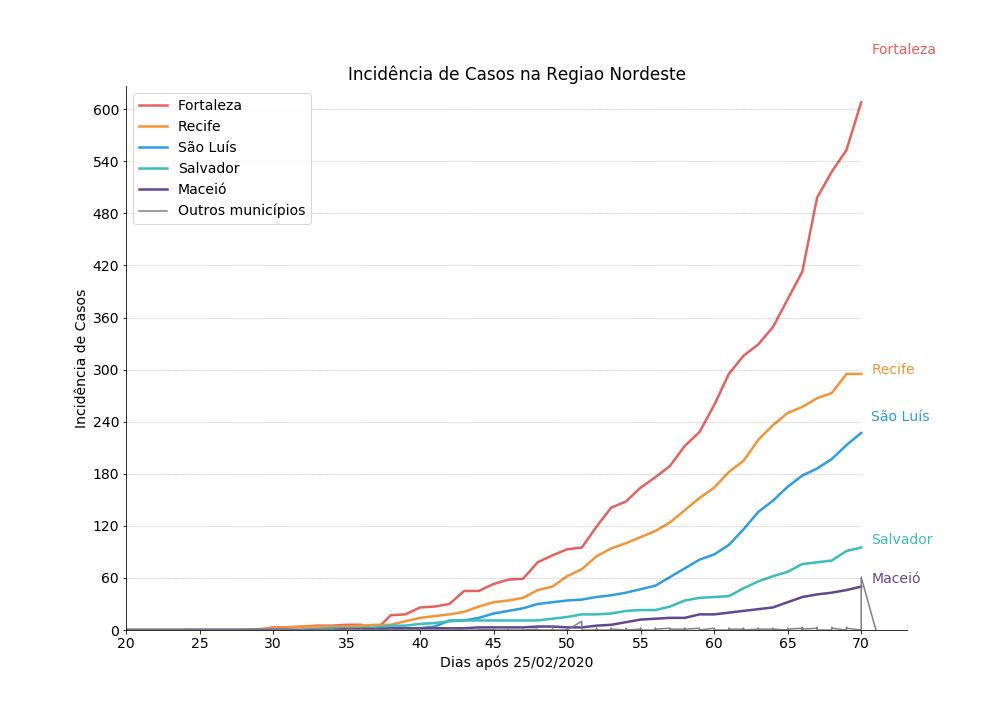 Fortaleza
Incidência de Casos na Regiao Nordeste
Fortaleza
Recife
São Luís
Salvador
Maceió
Outros municípios
600
540
480
420
360
300
240
180
120
60
0
Incidência de Casos
Recife
São Luís
Salvador
Maceió
20 25 30 35 40 45 50 55 60 65 70
Dias após 25/02/2020